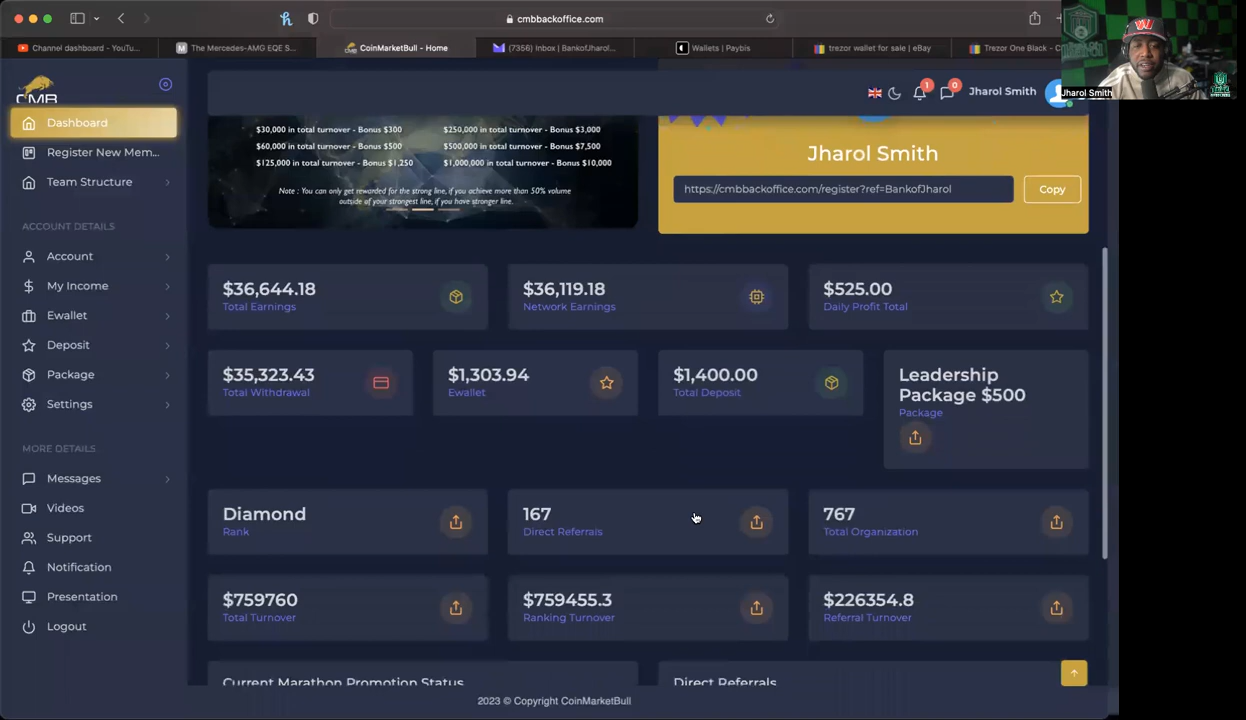 cmbbackoffice.com
Channel dashboard - YouTu...
The Mercedes-AMG EQE S...
CoinMarketBull - Home
(7356) Inbox | BankofJharol...
Wallets | Paybis
trezor wallet for sale | eBay
Trezor One Black - C
Jharol Smith
CMB
1
0
Jharol Smith
Dashboard
Register New Mem...
Team Structure
ACCOUNT DETAILS
Account
My Income
Ewallet
Deposit
Package
Settings
MORE DETAILS
Messages
Videos
Support
Notification
Presentation
Logout
$30,000 in total turnover - Bonus $300
$60,000 in total turnover - Bonus $500
$125,000 in total turnover - Bonus $1,250
$250,000 in total turnover - Bonus $3,000
$500,000 in total turnover - Bonus $7,500
$1,000,000 in total turnover - Bonus $10,000
Note : You can only get rewarded for the strong line, if you achieve more than 50% volume
outside of your strongest line, if you have stronger line.
Jharol Smith
https://cmbbackoffice.com/register?ref=BankofJharol
Copy
$36,644.18
Total Earnings
$36,119.18
Network Earnings
$525.00
Daily Profit Total
$35,323.43
Total Withdrawal
$1,303.94
Ewallet
$1,400.00
Total Deposit
Leadership
Package $500
Package
Diamond
Rank
167
Direct Referrals
767
Total Organization
$759760
Total Turnover
$759455.3
Ranking Turnover
$226354.8
Referral Turnover
Current Marathon Promotion Status
Direct Referrals
2023 © Copyright CoinMarketBull